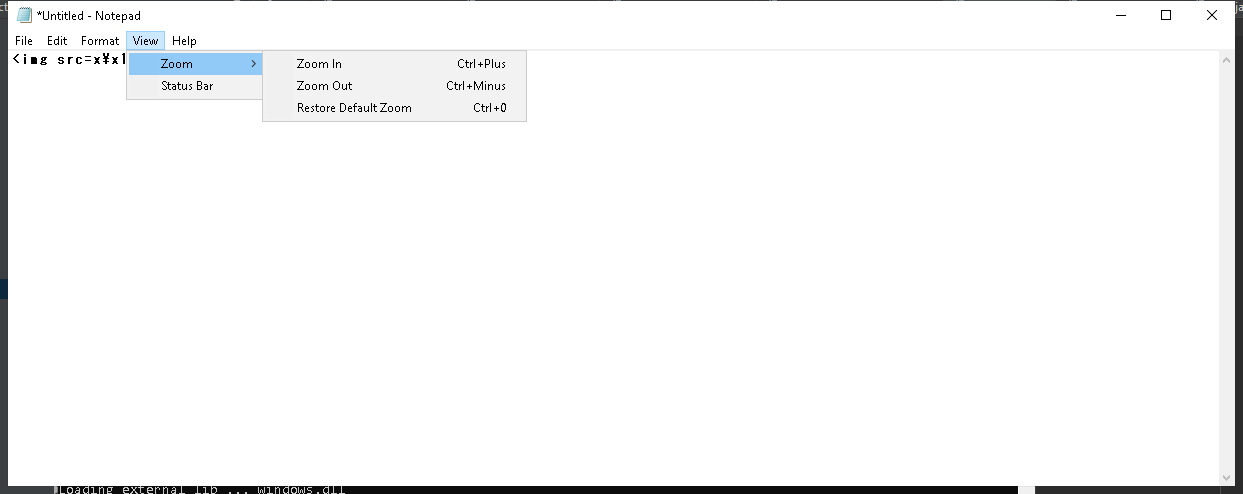 *Untitled - Notepad
File Edit Format View Help
<img src=x¥x1
Zoom > Zoom In Ctrl+Plus
Status Bar Zoom Out Ctrl+Minus
Restore Default Zoom Ctrl+0
Loading external lib ... windows.dll